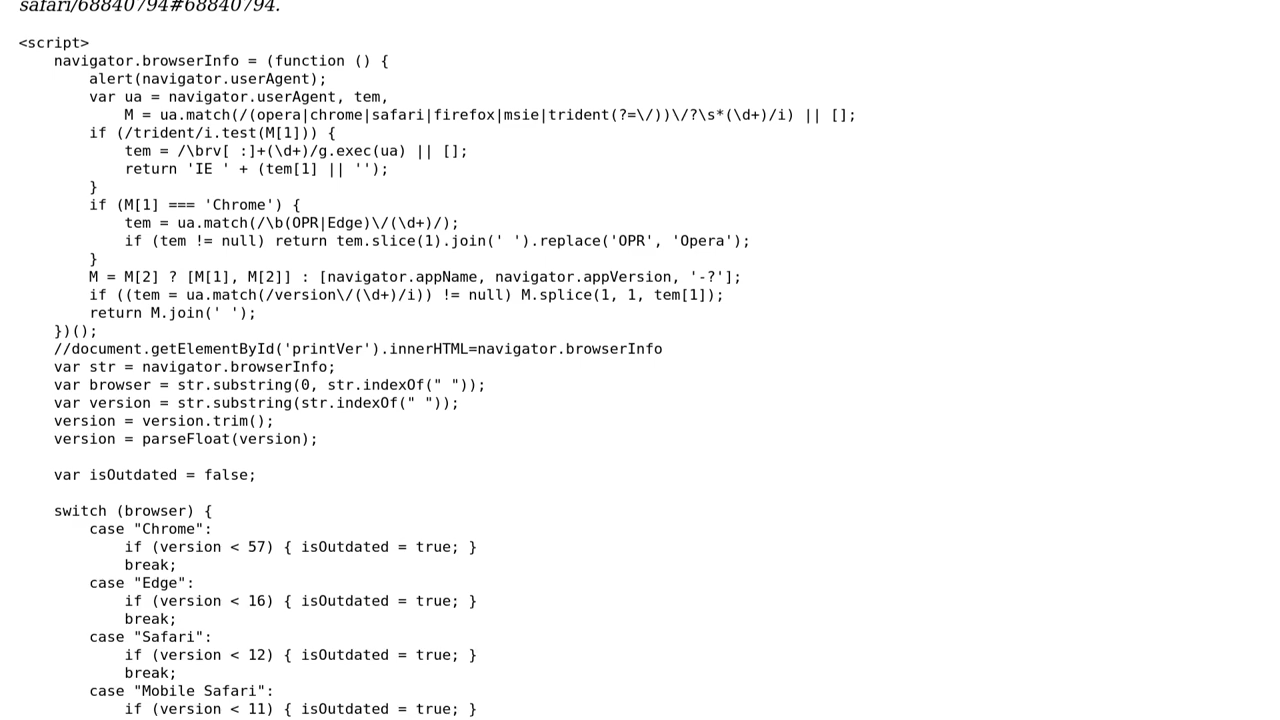 safari/68840794#68840794.
<script>
    navigator.browserInfo = (function () {
        alert(navigator.userAgent);
        var ua = navigator.userAgent, tem,
            M = ua.match(/(opera|chrome|safari|firefox|msie|trident(?=\/))\/?\s*(\d+)/i) || [];
        if (/trident/i.test(M[1])) {
            tem = /\brv[ :]+(\d+)/g.exec(ua) || [];
            return 'IE ' + (tem[1] || '');
        }
        if (M[1] === 'Chrome') {
            tem = ua.match(/\b(OPR|Edge)\/(\d+)/);
            if (tem != null) return tem.slice(1).join(' ').replace('OPR', 'Opera');
        }
        M = M[2] ? [M[1], M[2]] : [navigator.appName, navigator.appVersion, '-?'];
        if ((tem = ua.match(/version\/(\d+)/i)) != null) M.splice(1, 1, tem[1]);
        return M.join(' ');
    })();
    //document.getElementById('printVer').innerHTML=navigator.browserInfo
    var str = navigator.browserInfo;
    var browser = str.substring(0, str.indexOf(" "));
    var version = str.substring(str.indexOf(" "));
    version = version.trim();
    version = parseFloat(version);

    var isOutdated = false;

    switch (browser) {
        case "Chrome":
            if (version < 57) { isOutdated = true; }
            break;
        case "Edge":
            if (version < 16) { isOutdated = true; }
            break;
        case "Safari":
            if (version < 12) { isOutdated = true; }
            break;
        case "Mobile Safari":
            if (version < 11) { isOutdated = true; }